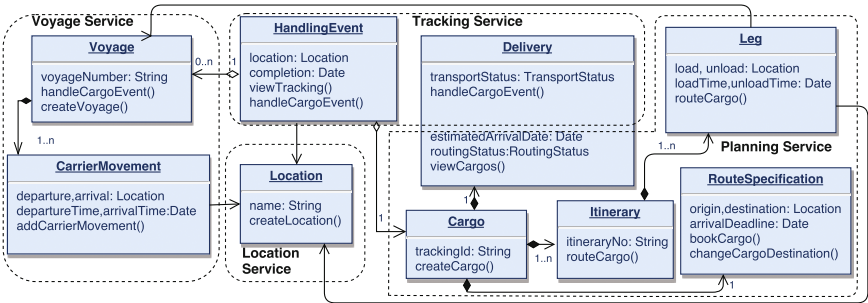 Voyage Service
Voyage
voyageNumber: String
handleCargoEvent()
createVoyage()
0..n
1
HandlingEvent
location: Location
completion: Date
viewTracking()
handleCargoEvent()
Tracking Service
Delivery
transportStatus: TransportStatus
handleCargoEvent()
estimatedArrivalDate: Date
routingStatus:RoutingStatus
viewCargos()
Leg
load, unload: Location
loadTime,unloadTime: Date
routeCargo()
1..n
Planning Service
1..n
CarrierMovement
departure,arrival: Location
departureTime,arrivalTime:Date
addCarrierMovement()
Location
name: String
createLocation()
Location
Service
1
1
Cargo
trackingId: String
createCargo()
1..n
Itinerary
itineraryNo: String
routeCargo()
RouteSpecification
origin,destination: Location
arrivalDeadline: Date
bookCargo()
changeCargoDestination()
1